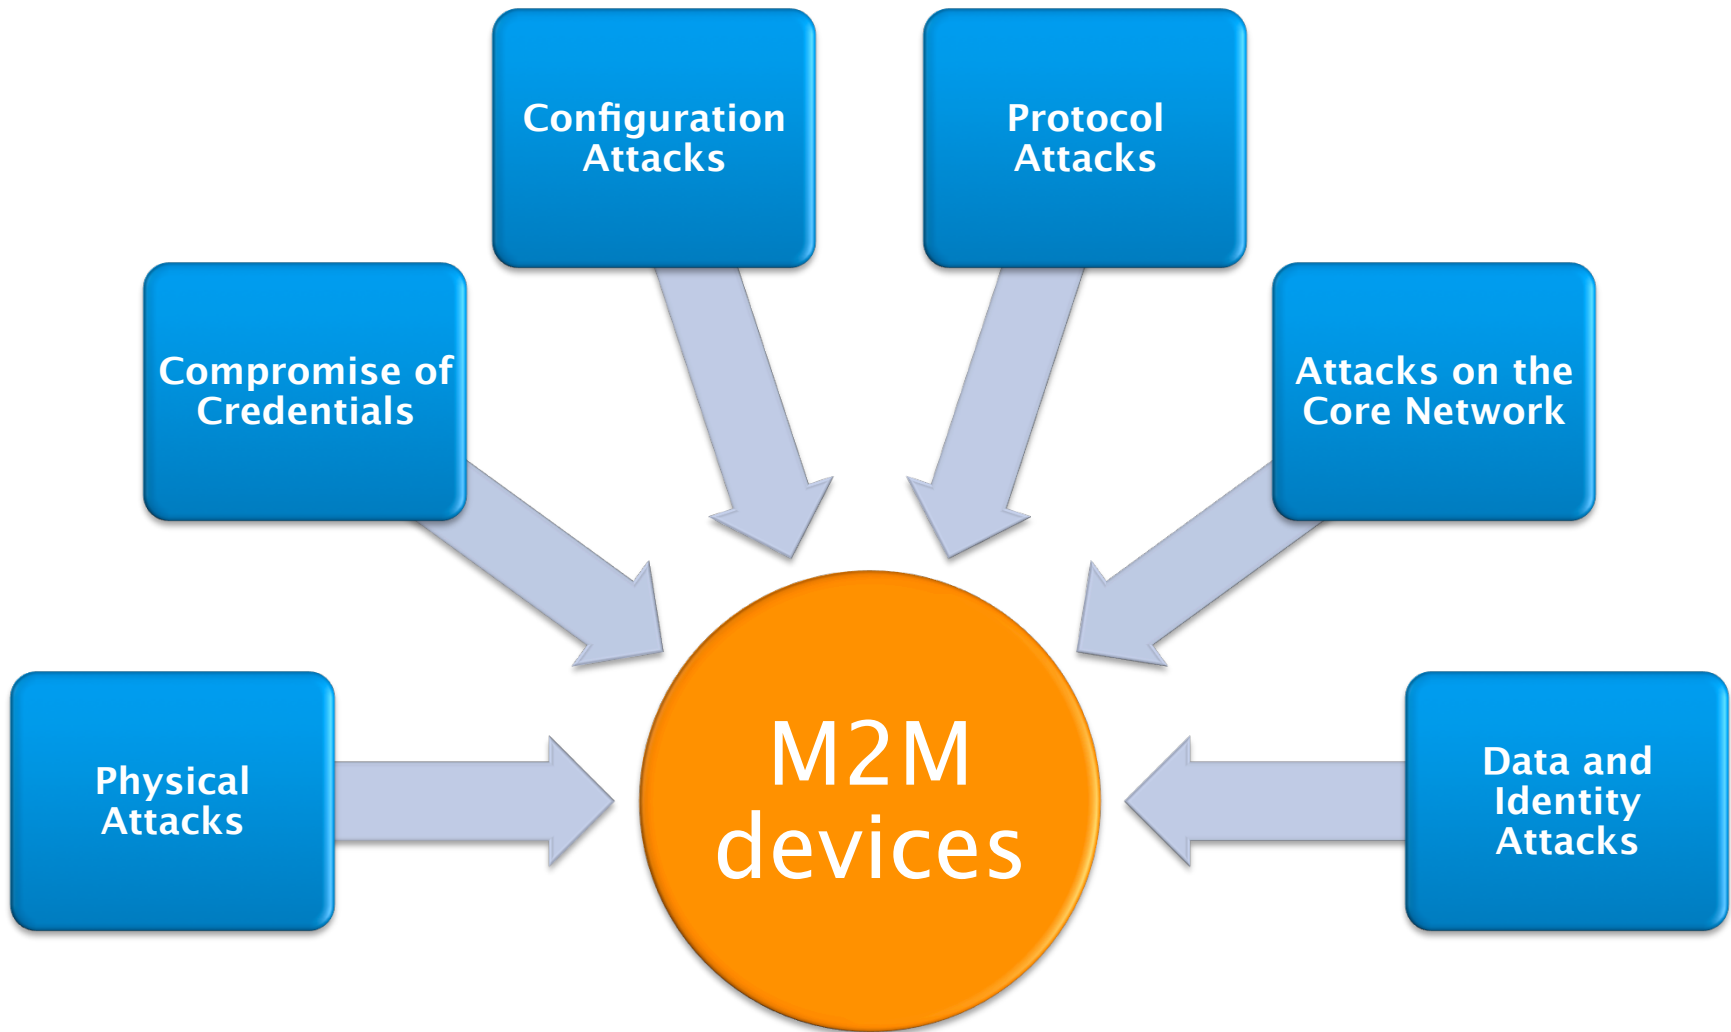 Configuration
Attacks
Protocol
Attacks
Compromise of
Credentials
Attacks on the
Core Network
Physical
Attacks
M2M
devices
Data and
Identity
Attacks